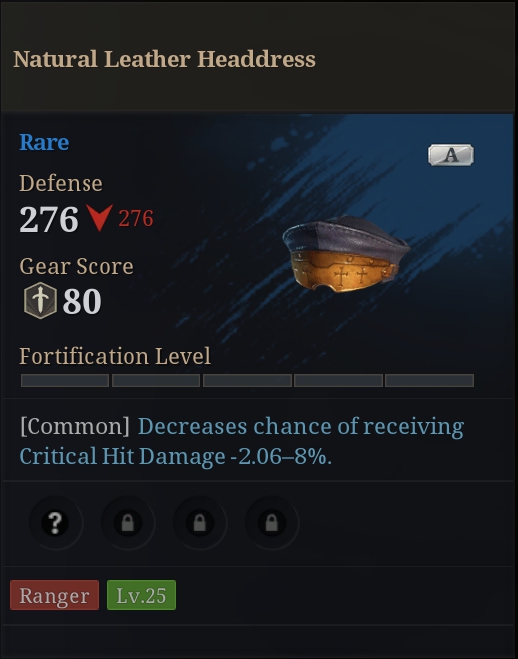 Natural Leather Headdress
Rare
A
Defense
276 276
Gear Score
80
Fortification Level
[Common] Decreases chance of receiving
Critical Hit Damage -2.06–8%.
?
Ranger Lv.25